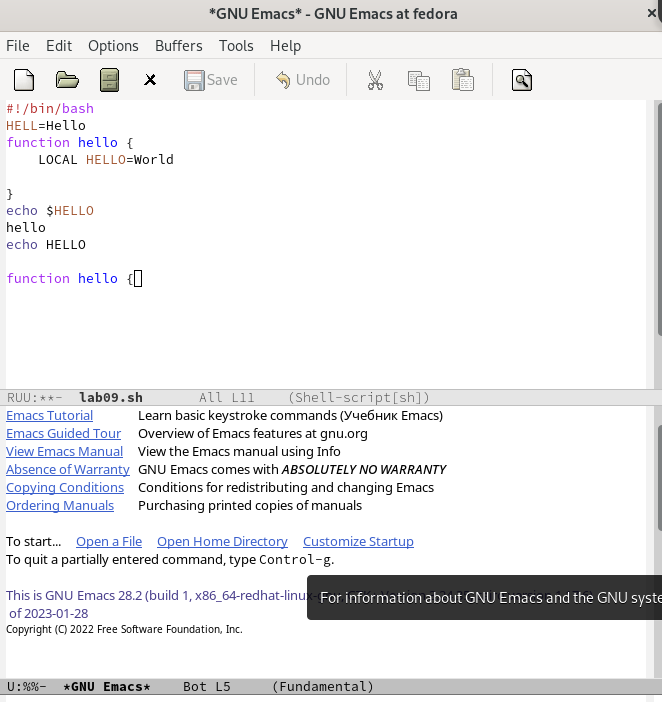 *GNU Emacs* - GNU Emacs at fedora
File Edit Options Buffers Tools Help
Save Undo
#!/bin/bash
HELL=Hello
function hello {
    LOCAL HELLO=World
}
echo $HELLO
hello
echo HELLO
function hello {
RUU:**- lab09.sh All L11 (Shell-script[sh])
Emacs Tutorial Learn basic keystroke commands (Учебник Emacs)
Emacs Guided Tour Overview of Emacs features at gnu.org
View Emacs Manual View the Emacs manual using Info
Absence of Warranty GNU Emacs comes with ABSOLUTELY NO WARRANTY
Copying Conditions Conditions for redistributing and changing Emacs
Ordering Manuals Purchasing printed copies of manuals
To start... Open a File Open Home Directory Customize Startup
To quit a partially entered command, type Control-g.
This is GNU Emacs 28.2 (build 1, x86_64-redhat-linux-
For information about GNU Emacs and the GNU syste
of 2023-01-28
Copyright (C) 2022 Free Software Foundation, Inc.
U:%%- *GNU Emacs* Bot L5 (Fundamental)